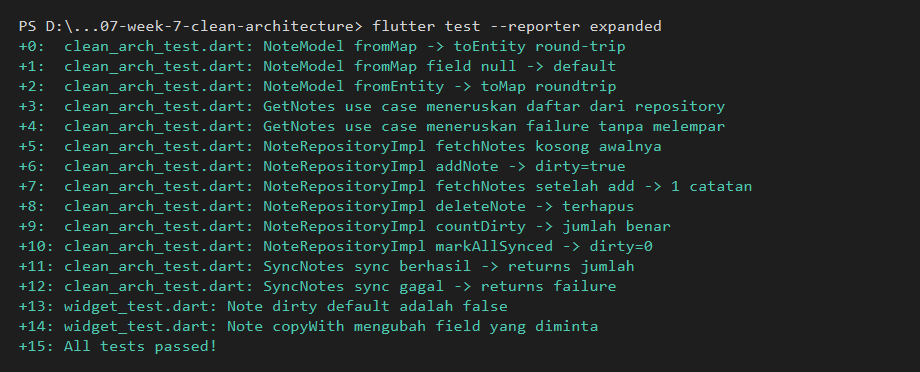 PS D:\...07-week-7-clean-architecture> flutter test --reporter expanded
+0:  clean_arch_test.dart: NoteModel fromMap -> toEntity round-trip
+1:  clean_arch_test.dart: NoteModel fromMap field null -> default
+2:  clean_arch_test.dart: NoteModel fromEntity -> toMap roundtrip
+3:  clean_arch_test.dart: GetNotes use case meneruskan daftar dari repository
+4:  clean_arch_test.dart: GetNotes use case meneruskan failure tanpa melempar
+5:  clean_arch_test.dart: NoteRepositoryImpl fetchNotes kosong awalnya
+6:  clean_arch_test.dart: NoteRepositoryImpl addNote -> dirty=true
+7:  clean_arch_test.dart: NoteRepositoryImpl fetchNotes setelah add -> 1 catatan
+8:  clean_arch_test.dart: NoteRepositoryImpl deleteNote -> terhapus
+9:  clean_arch_test.dart: NoteRepositoryImpl countDirty -> jumlah benar
+10: clean_arch_test.dart: NoteRepositoryImpl markAllSynced -> dirty=0
+11: clean_arch_test.dart: SyncNotes sync berhasil -> returns jumlah
+12: clean_arch_test.dart: SyncNotes sync gagal -> returns failure
+13: widget_test.dart: Note dirty default adalah false
+14: widget_test.dart: Note copyWith mengubah field yang diminta
+15: All tests passed!